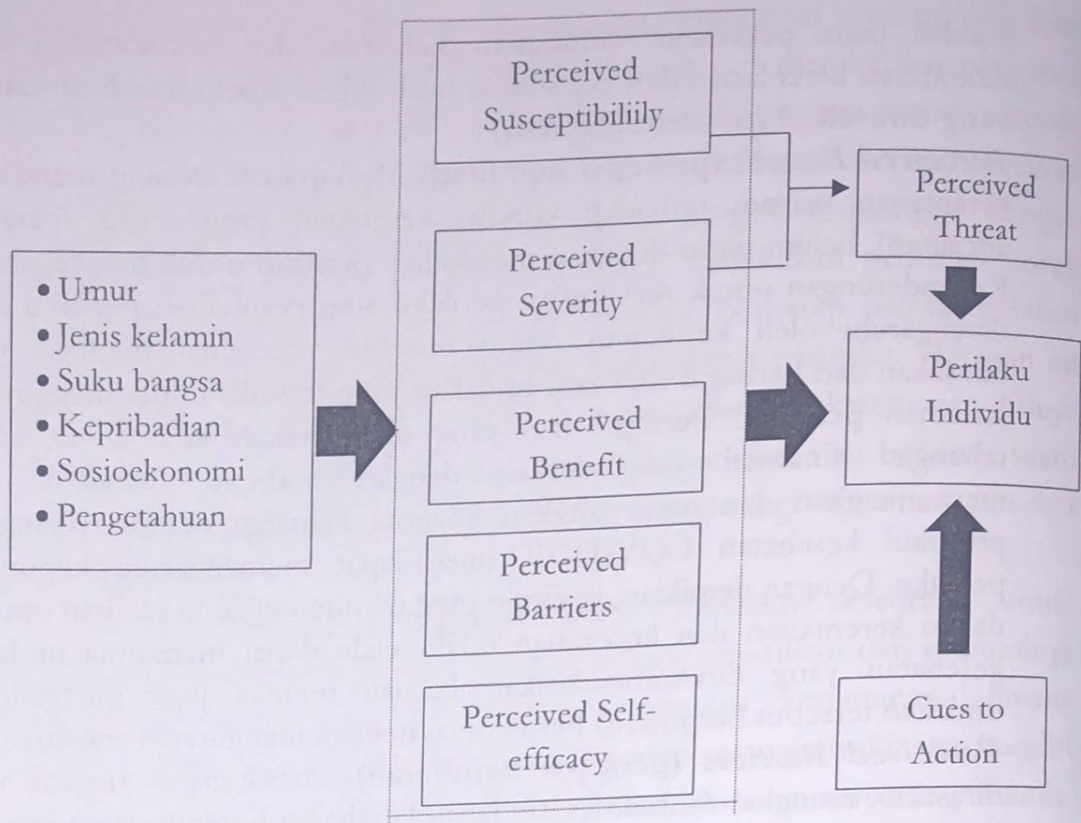 Perceived
Susceptibiliily
Perceived
Threat
Perceived
Severity
• Umur
• Jenis kelamin
• Suku bangsa
• Kepribadian
• Sosioekonomi
• Pengetahuan
Perceived
Benefit
Perilaku
Individu
Perceived
Barriers
Perceived Self-
efficacy
Cues to
Action